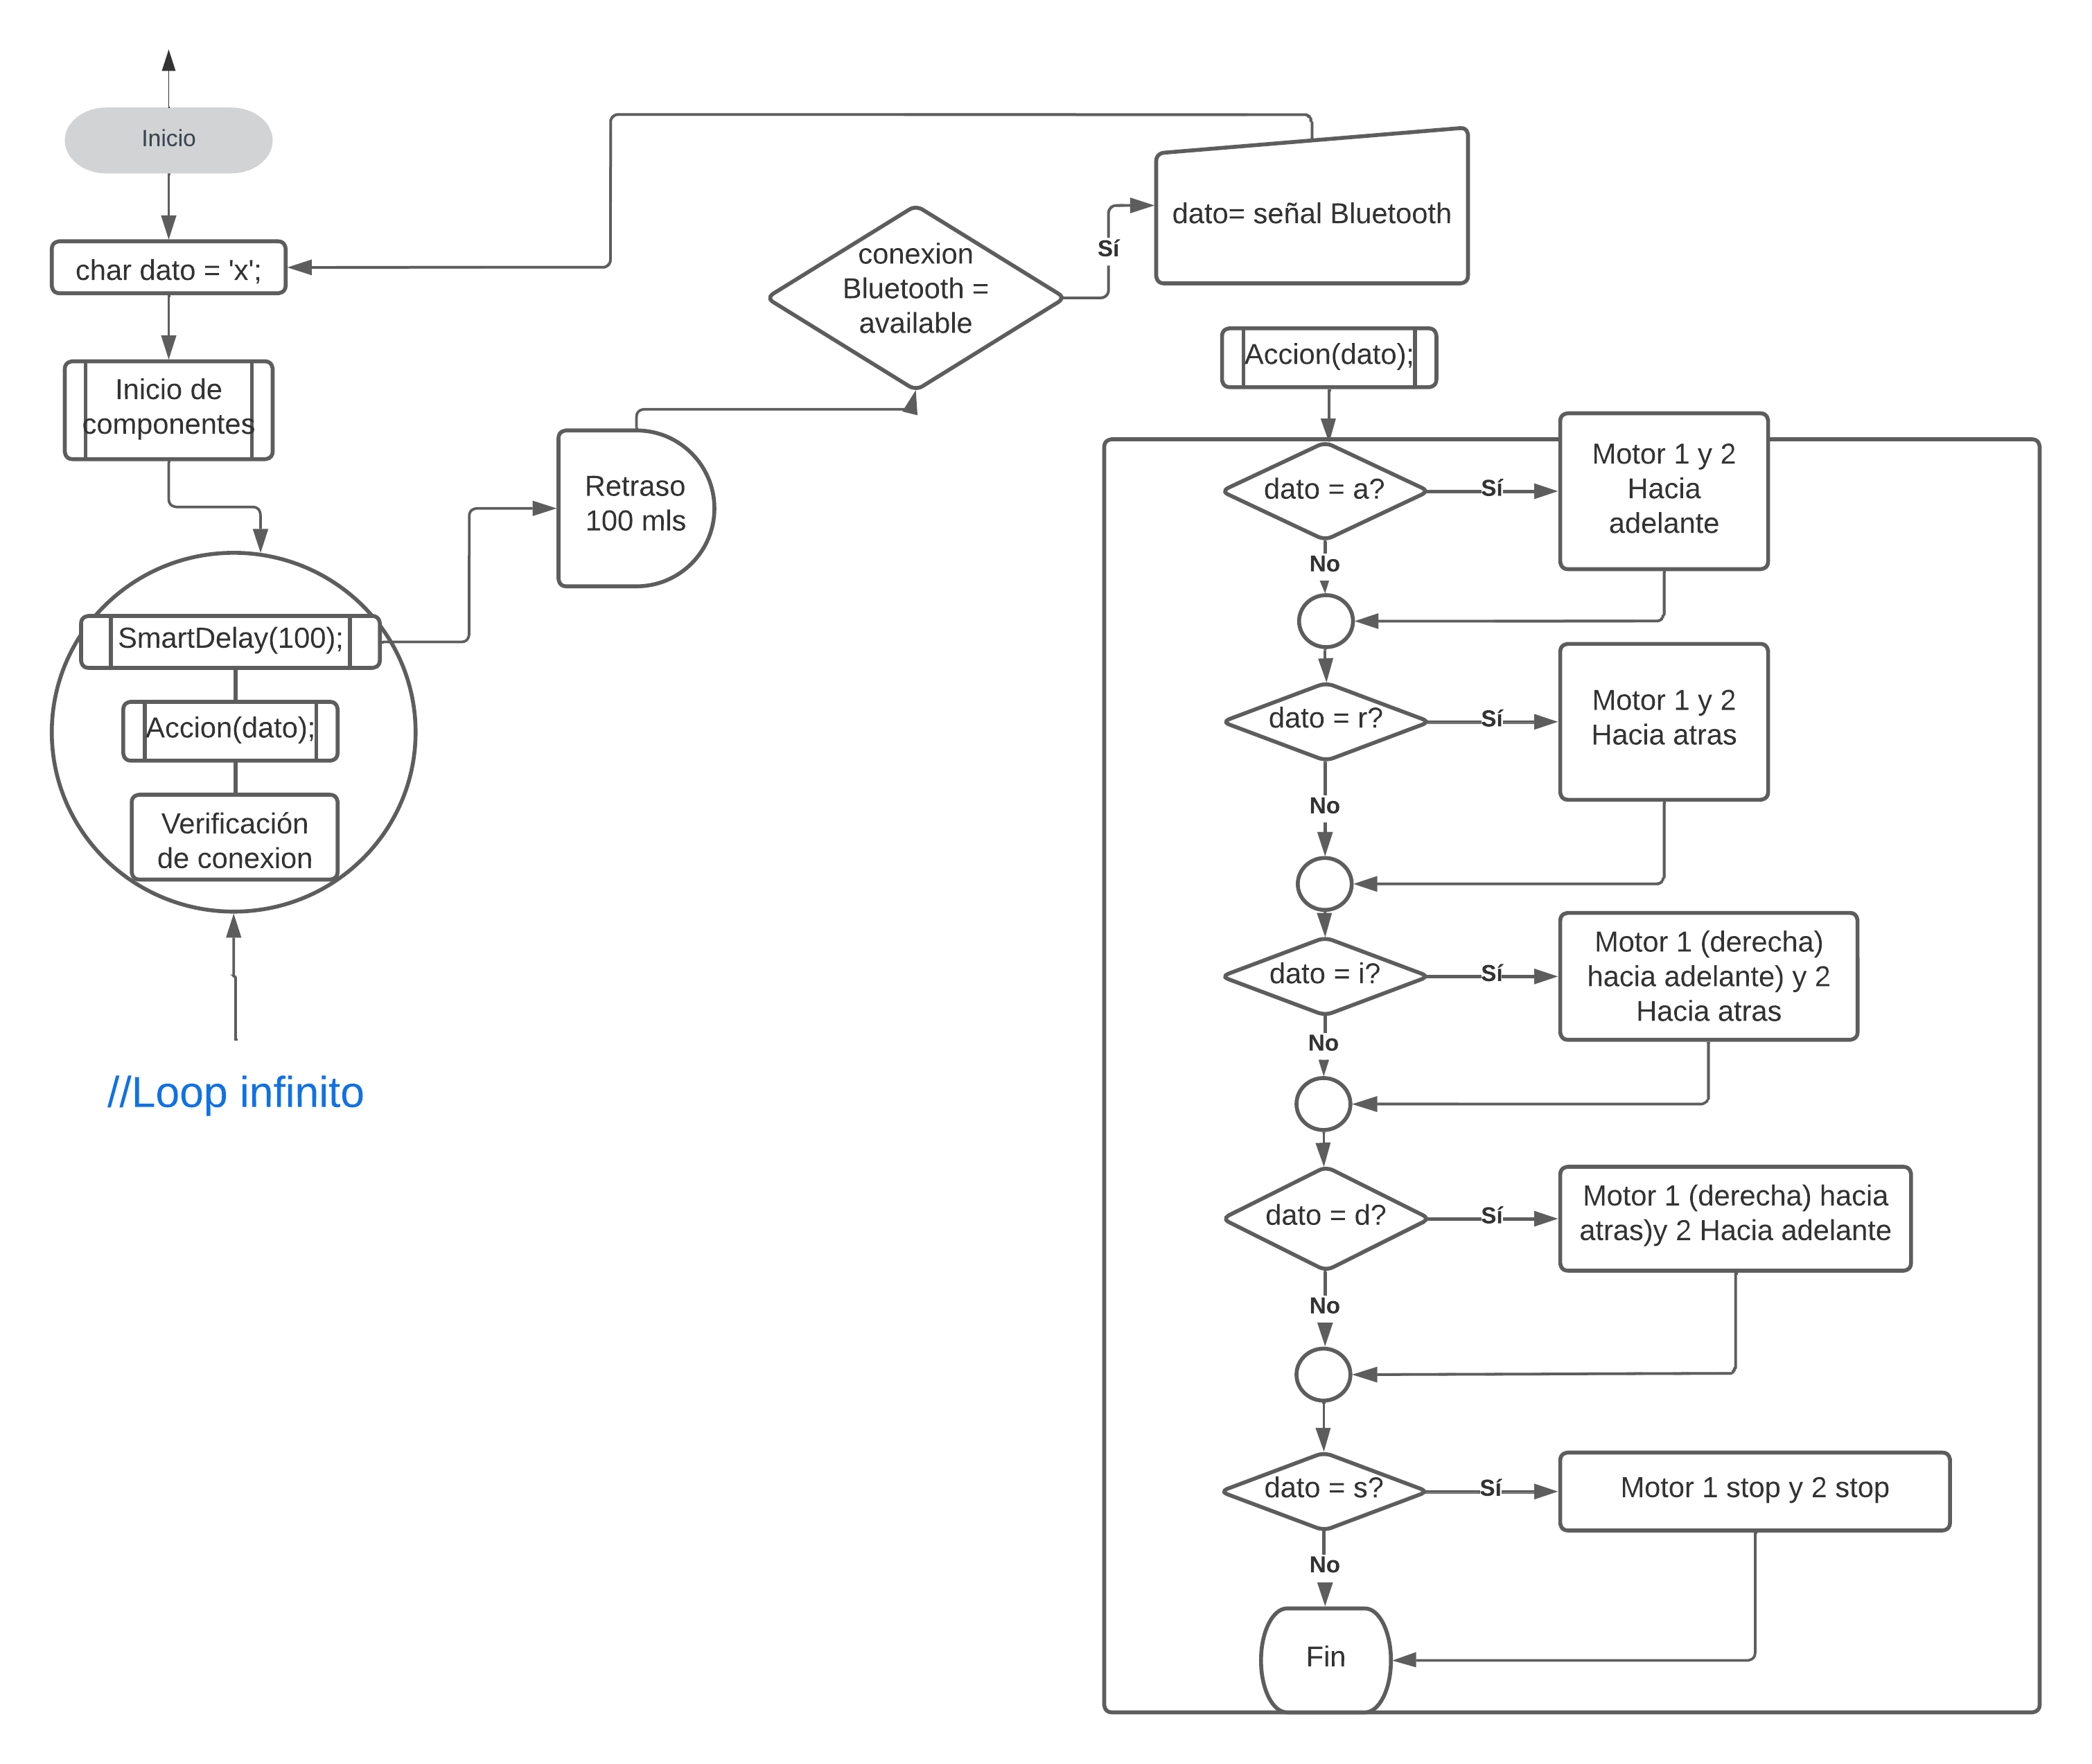 Inicio
char dato = 'x';
Inicio de
componentes
SmartDelay(100);
Accion(dato);
Verificación
de conexion
//Loop infinito
Retraso
100 mls
conexion
Bluetooth =
available
Sí
dato= señal Bluetooth
Accion(dato);
dato = a?
Sí
Motor 1 y 2
Hacia
adelante
No
dato = r?
Sí
Motor 1 y 2
Hacia atras
No
dato = i?
Sí
Motor 1 (derecha)
hacia adelante) y 2
Hacia atras
No
dato = d?
Sí
Motor 1 (derecha) hacia
atras)y 2 Hacia adelante
No
dato = s?
Sí
Motor 1 stop y 2 stop
No
Fin